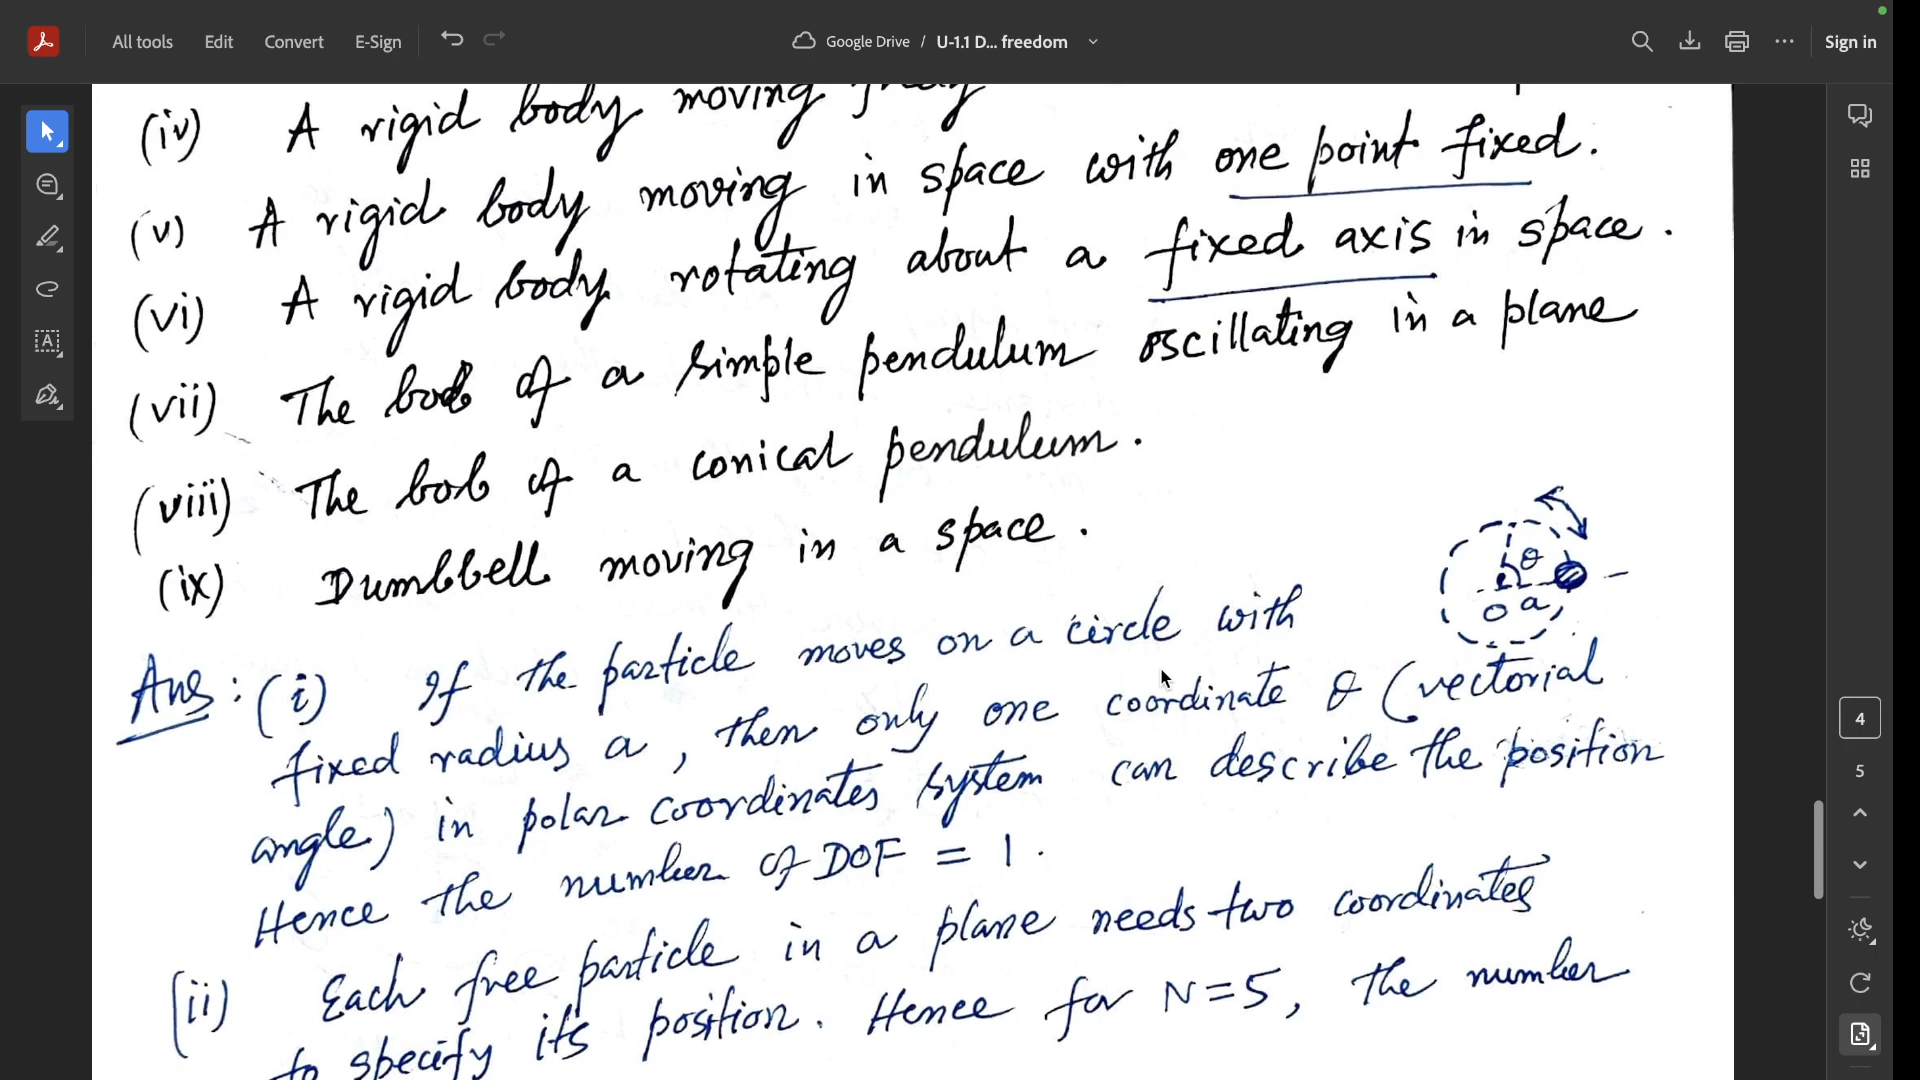 All tools Edit Convert E-Sign Google Drive / U-1.1 D... freedom Sign in
(iv) A rigid body moving
(v) A rigid body moving in space with one point fixed.
(vi) A rigid body rotating about a fixed axis in space.
(vii) The bob of a simple pendulum oscillating in a plane
(viii) The bob of a conical pendulum.
(ix) Dumbbell moving in a space.
θ
O a
Ans: (i) If the particle moves on a circle with
fixed radius a, then only one coordinate θ (vectorial
angle) in polar coordinates system can describe the position
Hence the number of DOF = 1.
(ii) Each free particle in a plane needs two coordinates
to specify its position. Hence for N=5, the number
4
5